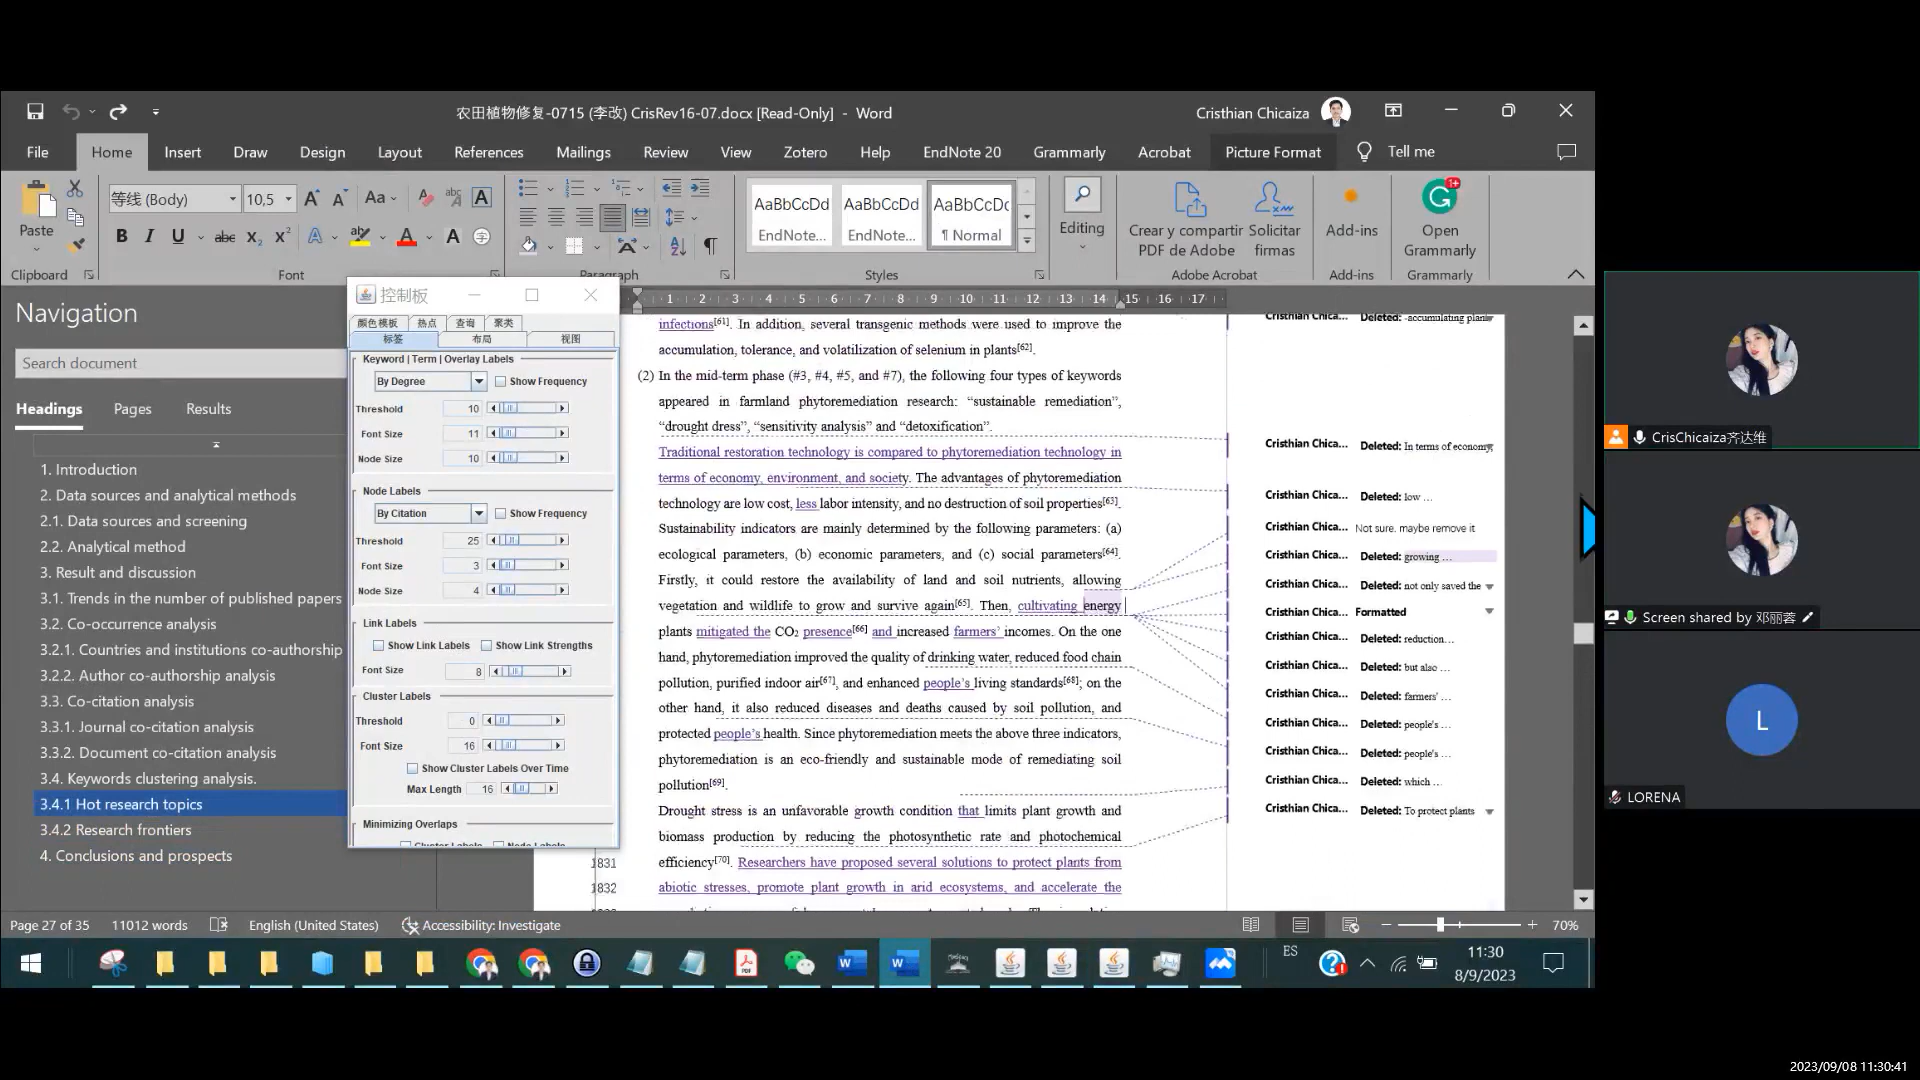 农田植物修复-0715 (李改) CrisRev16-07.docx [Read-Only] - Word
Cristhian Chicaiza
File Home Insert Draw Design Layout References Mailings Review View Zotero Help EndNote 20 Grammarly Acrobat Picture Format Tell me
Paste
Clipboard
等线 (Body) 10,5
Font
Paragraph
AaBbCcDd AaBbCcDd AaBbCcDc
EndNote... EndNote... ¶ Normal
Styles
Editing
Crear y compartir PDF de Adobe
Solicitar firmas
Adobe Acrobat
Add-ins
Add-ins
Open Grammarly
Grammarly
Navigation
Search document
Headings Pages Results
1. Introduction
2. Data sources and analytical methods
2.1. Data sources and screening
2.2. Analytical method
3. Result and discussion
3.1. Trends in the number of published papers
3.2. Co-occurrence analysis
3.2.1. Countries and institutions co-authorship
3.2.2. Author co-authorship analysis
3.3. Co-citation analysis
3.3.1. Journal co-citation analysis
3.3.2. Document co-citation analysis
3.4. Keywords clustering analysis.
3.4.1 Hot research topics
3.4.2 Research frontiers
4. Conclusions and prospects
控制板
颜色模板 热点 查询 聚类
标签 布局 视图
Keyword | Term | Overlay Labels
By Degree Show Frequency
Threshold 10
Font Size 11
Node Size 10
Node Labels
By Citation Show Frequency
Threshold 25
Font Size 3
Node Size 4
Link Labels
Show Link Labels Show Link Strengths
Font Size 8
Cluster Labels
Threshold 0
Font Size 16
Show Cluster Labels Over Time
Max Length 16
Minimizing Overlaps
1 2 3 4 5 6 7 8 9 10 11 12 13 14 15 16 17
infections[61]. In addition, several transgenic methods were used to improve the
accumulation, tolerance, and volatilization of selenium in plants[62].
(2) In the mid-term phase (#3, #4, #5, and #7), the following four types of keywords
appeared in farmland phytoremediation research: “sustainable remediation”,
“drought dress”, “sensitivity analysis” and “detoxification”.
Traditional restoration technology is compared to phytoremediation technology in
terms of economy, environment, and society. The advantages of phytoremediation
technology are low cost, less labor intensity, and no destruction of soil properties[63].
Sustainability indicators are mainly determined by the following parameters: (a)
ecological parameters, (b) economic parameters, and (c) social parameters[64].
Firstly, it could restore the availability of land and soil nutrients, allowing
vegetation and wildlife to grow and survive again[65]. Then, cultivating energy
plants mitigated the CO2 presence[66] and increased farmers’ incomes. On the one
hand, phytoremediation improved the quality of drinking water, reduced food chain
pollution, purified indoor air[67], and enhanced people’s living standards[68]; on the
other hand, it also reduced diseases and deaths caused by soil pollution, and
protected people’s health. Since phytoremediation meets the above three indicators,
phytoremediation is an eco-friendly and sustainable mode of remediating soil
pollution[69].
Drought stress is an unfavorable growth condition that limits plant growth and
biomass production by reducing the photosynthetic rate and photochemical
1831 efficiency[70]. Researchers have proposed several solutions to protect plants from
1832 abiotic stresses, promote plant growth in arid ecosystems, and accelerate the
Cristhian Chica... Deleted: -accumulating plants
Cristhian Chica... Deleted: In terms of economy,
Cristhian Chica... Deleted: low ...
Cristhian Chica... Not sure, maybe remove it
Cristhian Chica... Deleted: growing ...
Cristhian Chica... Deleted: not only saved the
Cristhian Chica... Formatted
Cristhian Chica... Deleted: reduction...
Cristhian Chica... Deleted: but also ...
Cristhian Chica... Deleted: farmers' ...
Cristhian Chica... Deleted: people's ...
Cristhian Chica... Deleted: people's ...
Cristhian Chica... Deleted: which ...
Cristhian Chica... Deleted: To protect plants
Page 27 of 35 11012 words English (United States) Accessibility: Investigate 70%
ES
11:30
8/9/2023
CrisChicaiza齐达维
Screen shared by 邓丽蓉
L
LORENA
2023/09/08 11:30:41